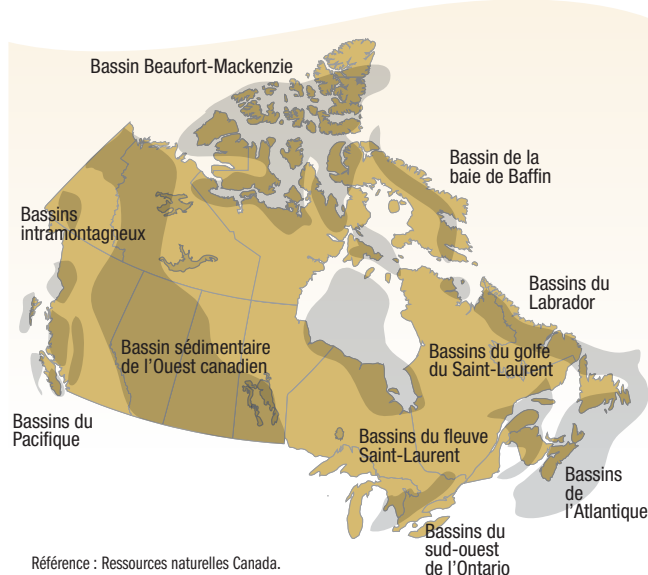 Bassin Beaufort-Mackenzie
Bassin de la
baie de Baffin
Bassins
intramontagneux
Bassins du
Labrador
Bassin sédimentaire
de l'Ouest canadien
Bassins du golfe
du Saint-Laurent
Bassins du
Pacifique
Bassins du fleuve
Saint-Laurent
Bassins
de
l'Atlantique
Bassins du
sud-ouest
de l'Ontario
Référence : Ressources naturelles Canada.